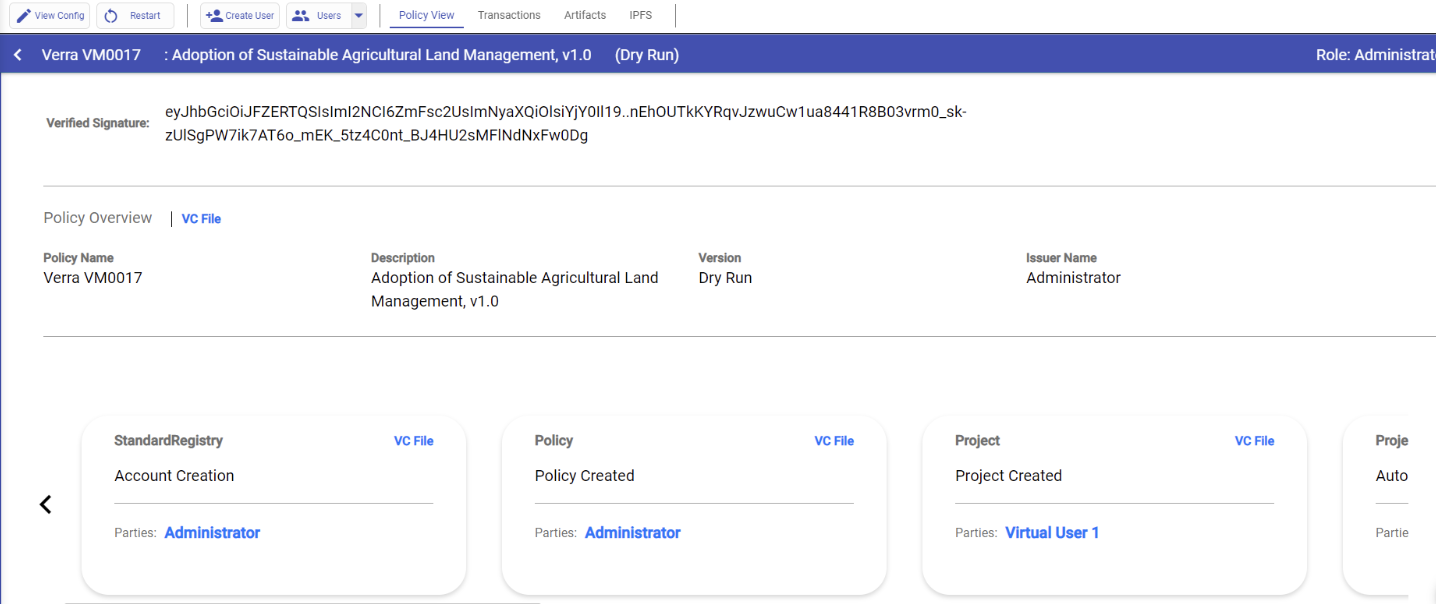 View Config Restart Create User Users Policy View Transactions Artifacts IPFS
Verra VM0017 : Adoption of Sustainable Agricultural Land Management, v1.0 (Dry Run) Role: Administrat
Verified Signature: eyJhbGciOiJFZERTQSIsImI2NCI6ZmFsc2UsImNyaXQiOlsiYjY0Il19..nEhOUTkKYRqvJzwuCw1ua8441R8B03vrm0_sk-
zUlSgPW7ik7AT6o_mEK_5tz4C0nt_BJ4HU2sMFlNdNxFw0Dg
Policy Overview | VC File
Policy Name Description Version Issuer Name
Verra VM0017 Adoption of Sustainable Agricultural Land Dry Run Administrator
Management, v1.0
StandardRegistry VC File Policy VC File Project VC File Proje
Account Creation Policy Created Project Created Auto
Parties: Administrator Parties: Administrator Parties: Virtual User 1 Partie